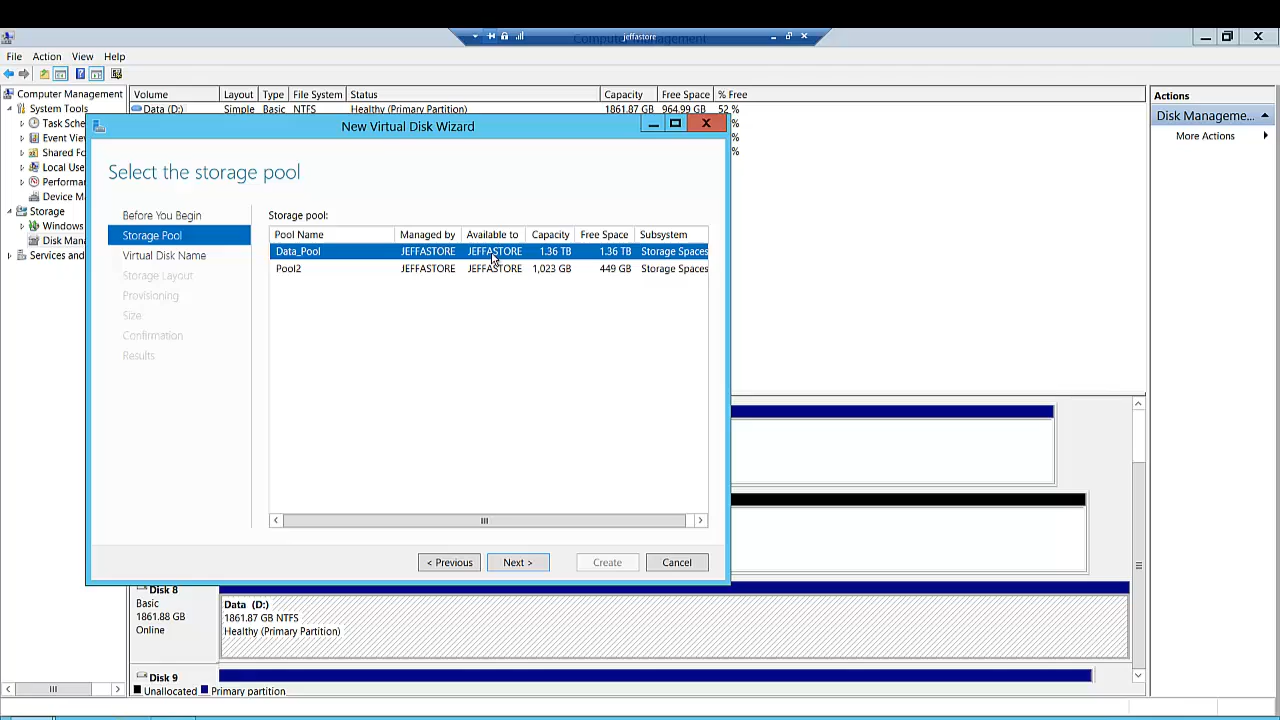 jeffastore
File Action View Help
Computer Management
System Tools
Task Sche
Event View
Shared Fo
Local Use
Performa
Device M
Storage
Windows
Disk Man
Services and
Volume Layout Type File System Status Capacity Free Space % Free
Data (D:) Simple Basic NTFS Healthy (Primary Partition) 1861.87 GB 964.99 GB 52 %
%
%
%
Actions
Disk Manageme...
More Actions
New Virtual Disk Wizard
Select the storage pool
Before You Begin
Storage Pool
Virtual Disk Name
Storage Layout
Provisioning
Size
Confirmation
Results
Storage pool:
Pool Name Managed by Available to Capacity Free Space Subsystem
Data_Pool JEFFASTORE JEFFASTORE 1.36 TB 1.36 TB Storage Spaces
Pool2 JEFFASTORE JEFFASTORE 1,023 GB 449 GB Storage Spaces
< Previous Next > Create Cancel
Disk 8
Basic
1861.88 GB
Online
Data (D:)
1861.87 GB NTFS
Healthy (Primary Partition)
Disk 9
Unallocated Primary partition